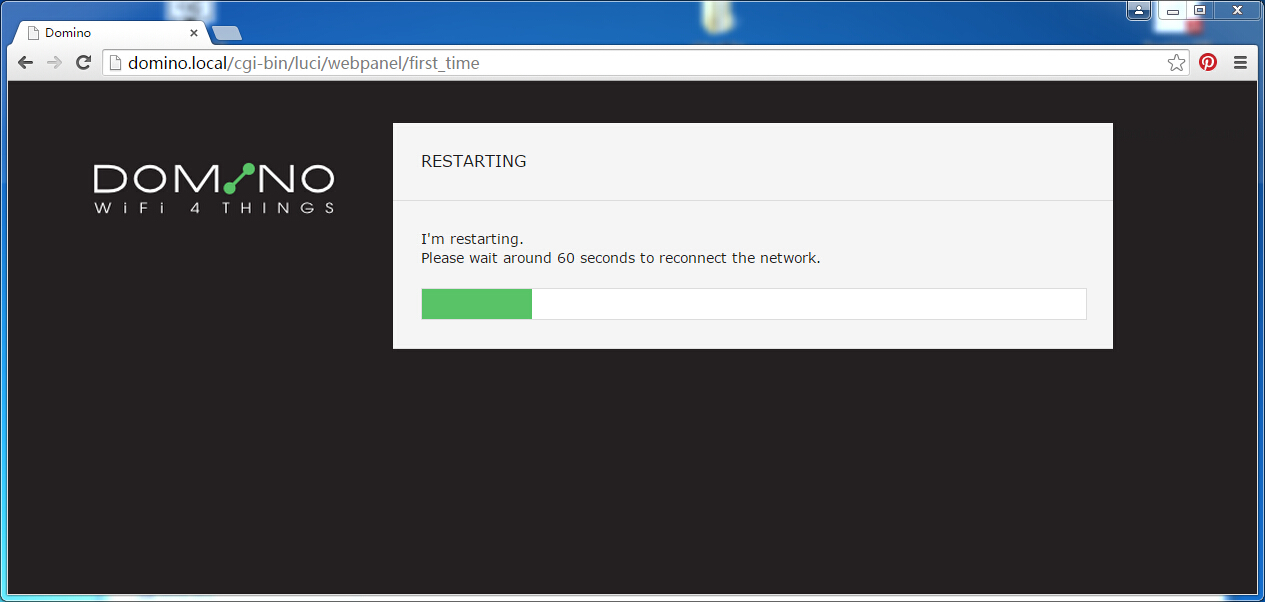 Domino
domino.local/cgi-bin/luci/webpanel/first_time
DOMINO
WiFi 4 THINGS
RESTARTING
I'm restarting.
Please wait around 60 seconds to reconnect the network.